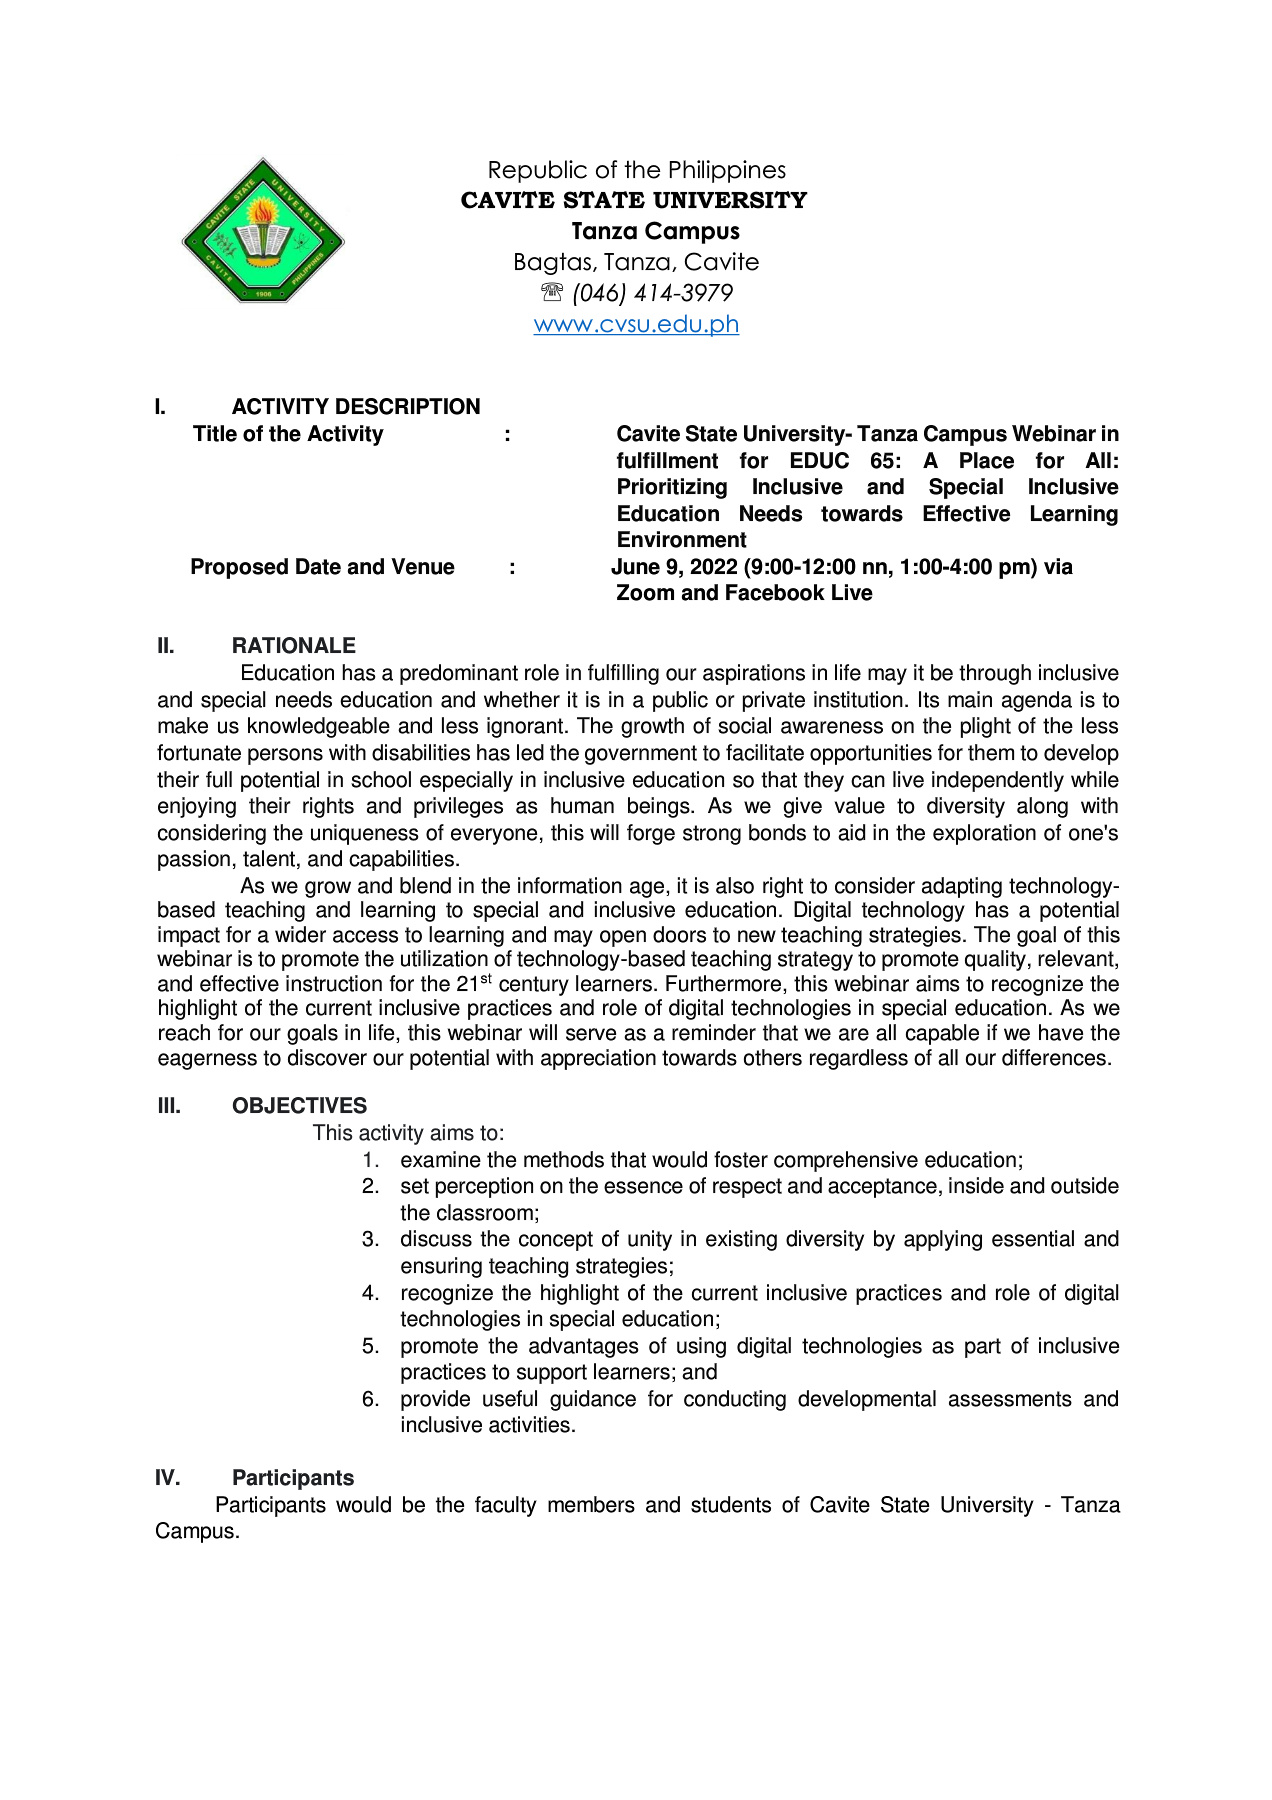 Republic of the Philippines
CAVITE STATE UNIVERSITY
Tanza Campus
Bagtas, Tanza, Cavite
☏ (046) 414-3979
www.cvsu.edu.ph
CAVITE STATE UNIVERSITY
CAVITE PHILIPPINES
1906
I. ACTIVITY DESCRIPTION
Title of the Activity : Cavite State University- Tanza Campus Webinar in
fulfillment for EDUC 65: A Place for All:
Prioritizing Inclusive and Special Inclusive
Education Needs towards Effective Learning
Environment
Proposed Date and Venue : June 9, 2022 (9:00-12:00 nn, 1:00-4:00 pm) via
Zoom and Facebook Live
II. RATIONALE
Education has a predominant role in fulfilling our aspirations in life may it be through inclusive
and special needs education and whether it is in a public or private institution. Its main agenda is to
make us knowledgeable and less ignorant. The growth of social awareness on the plight of the less
fortunate persons with disabilities has led the government to facilitate opportunities for them to develop
their full potential in school especially in inclusive education so that they can live independently while
enjoying their rights and privileges as human beings. As we give value to diversity along with
considering the uniqueness of everyone, this will forge strong bonds to aid in the exploration of one's
passion, talent, and capabilities.
As we grow and blend in the information age, it is also right to consider adapting technology-
based teaching and learning to special and inclusive education. Digital technology has a potential
impact for a wider access to learning and may open doors to new teaching strategies. The goal of this
webinar is to promote the utilization of technology-based teaching strategy to promote quality, relevant,
and effective instruction for the 21st century learners. Furthermore, this webinar aims to recognize the
highlight of the current inclusive practices and role of digital technologies in special education. As we
reach for our goals in life, this webinar will serve as a reminder that we are all capable if we have the
eagerness to discover our potential with appreciation towards others regardless of all our differences.
III. OBJECTIVES
This activity aims to:
1. examine the methods that would foster comprehensive education;
2. set perception on the essence of respect and acceptance, inside and outside
the classroom;
3. discuss the concept of unity in existing diversity by applying essential and
ensuring teaching strategies;
4. recognize the highlight of the current inclusive practices and role of digital
technologies in special education;
5. promote the advantages of using digital technologies as part of inclusive
practices to support learners; and
6. provide useful guidance for conducting developmental assessments and
inclusive activities.
IV. Participants
Participants would be the faculty members and students of Cavite State University - Tanza
Campus.